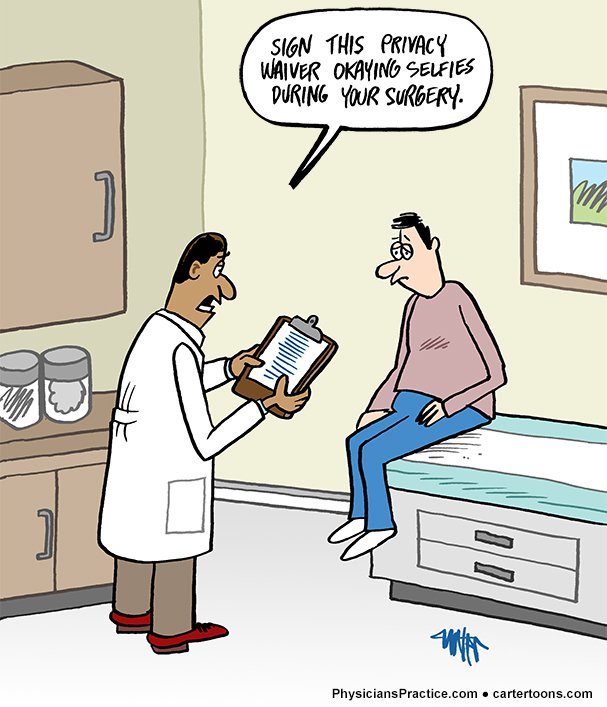 SIGN THIS PRIVACY
WAIVER OKAYING SELFIES
DURING YOUR SURGERY.
PhysiciansPractice.com ● cartertoons.com